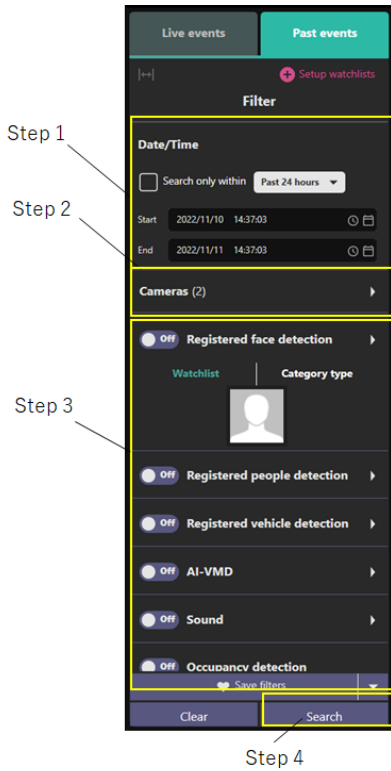 Live events
Past events
Setup watchlists
Filter
Step 1
Date/Time
Search only within Past 24 hours
Step 2
Start 2022/11/10 14:37:03
End 2022/11/11 14:37:03
Cameras (2)
Off Registered face detection
Watchlist Category type
Step 3
Off Registered people detection
Off Registered vehicle detection
Off AI-VMD
Off Sound
Off Occupancy detection
Save filters
Clear Search
Step 4